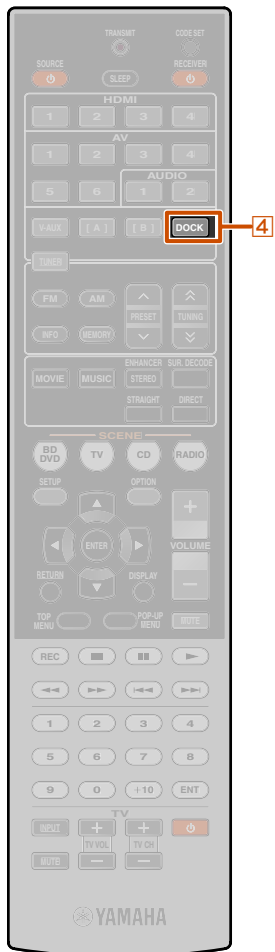 TRANSMIT CODE SET
SOURCE RECEIVER
SLEEP
HDMI
1 2 3 4
AV
1 2 3 4
AUDIO
5 6 1 2
V-AUX [ A ] [ B ] DOCK 4
TUNER
FM AM PRESET TUNING
INFO MEMORY
ENHANCER SUR. DECODE
MOVIE MUSIC STEREO
STRAIGHT DIRECT
SCENE
BD DVD TV CD RADIO
SETUP OPTION
ENTER VOLUME
RETURN DISPLAY
TOP MENU POP-UP MENU MUTE
REC
1 2 3 4
5 6 7 8
9 0 +10 ENT
TV
INPUT
TV VOL TV CH
MUTE
YAMAHA